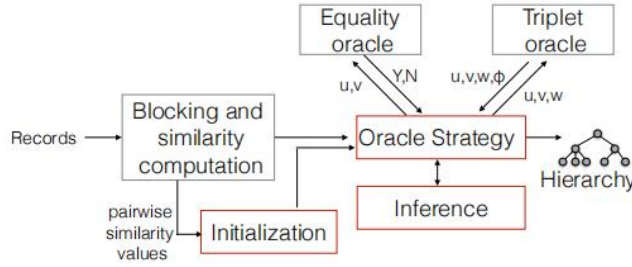 Equality
oracle
Triplet
oracle
u,v
Y,N
u,v,w,ϕ
u,v,w
Records
Blocking and
similarity
computation
Oracle Strategy
Hierarchy
pairwise
similarity
values
Initialization
Inference